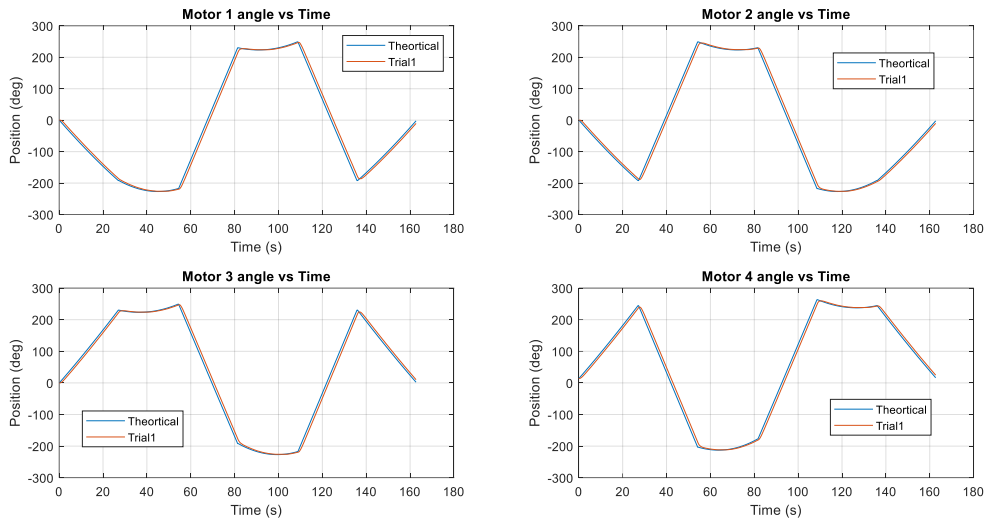 Motor 1 angle vs Time
300
200
100
0
-100
-200
-300
Position (deg)
Theortical
Trial1
0 20 40 60 80 100 120 140 160 180
Time (s)
Motor 2 angle vs Time
300
200
100
0
-100
-200
-300
Position (deg)
Theortical
Trial1
0 20 40 60 80 100 120 140 160 180
Time (s)
Motor 3 angle vs Time
300
200
100
0
-100
-200
-300
Position (deg)
Theortical
Trial1
0 20 40 60 80 100 120 140 160 180
Time (s)
Motor 4 angle vs Time
300
200
100
0
-100
-200
-300
Position (deg)
Theortical
Trial1
0 20 40 60 80 100 120 140 160 180
Time (s)